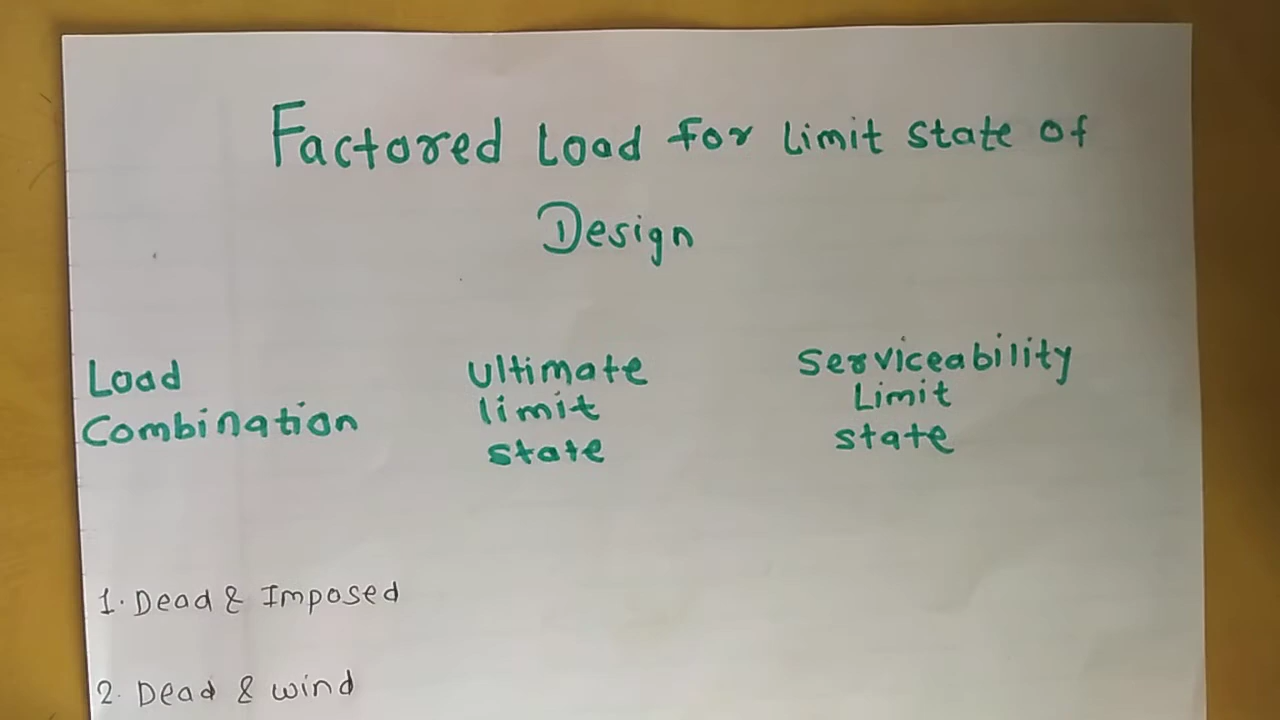 Factored Load For Limit State Of
Design
Load
Combination
Ultimate
limit
state
Serviceability
Limit
state
1. Dead & Imposed
2. Dead & wind